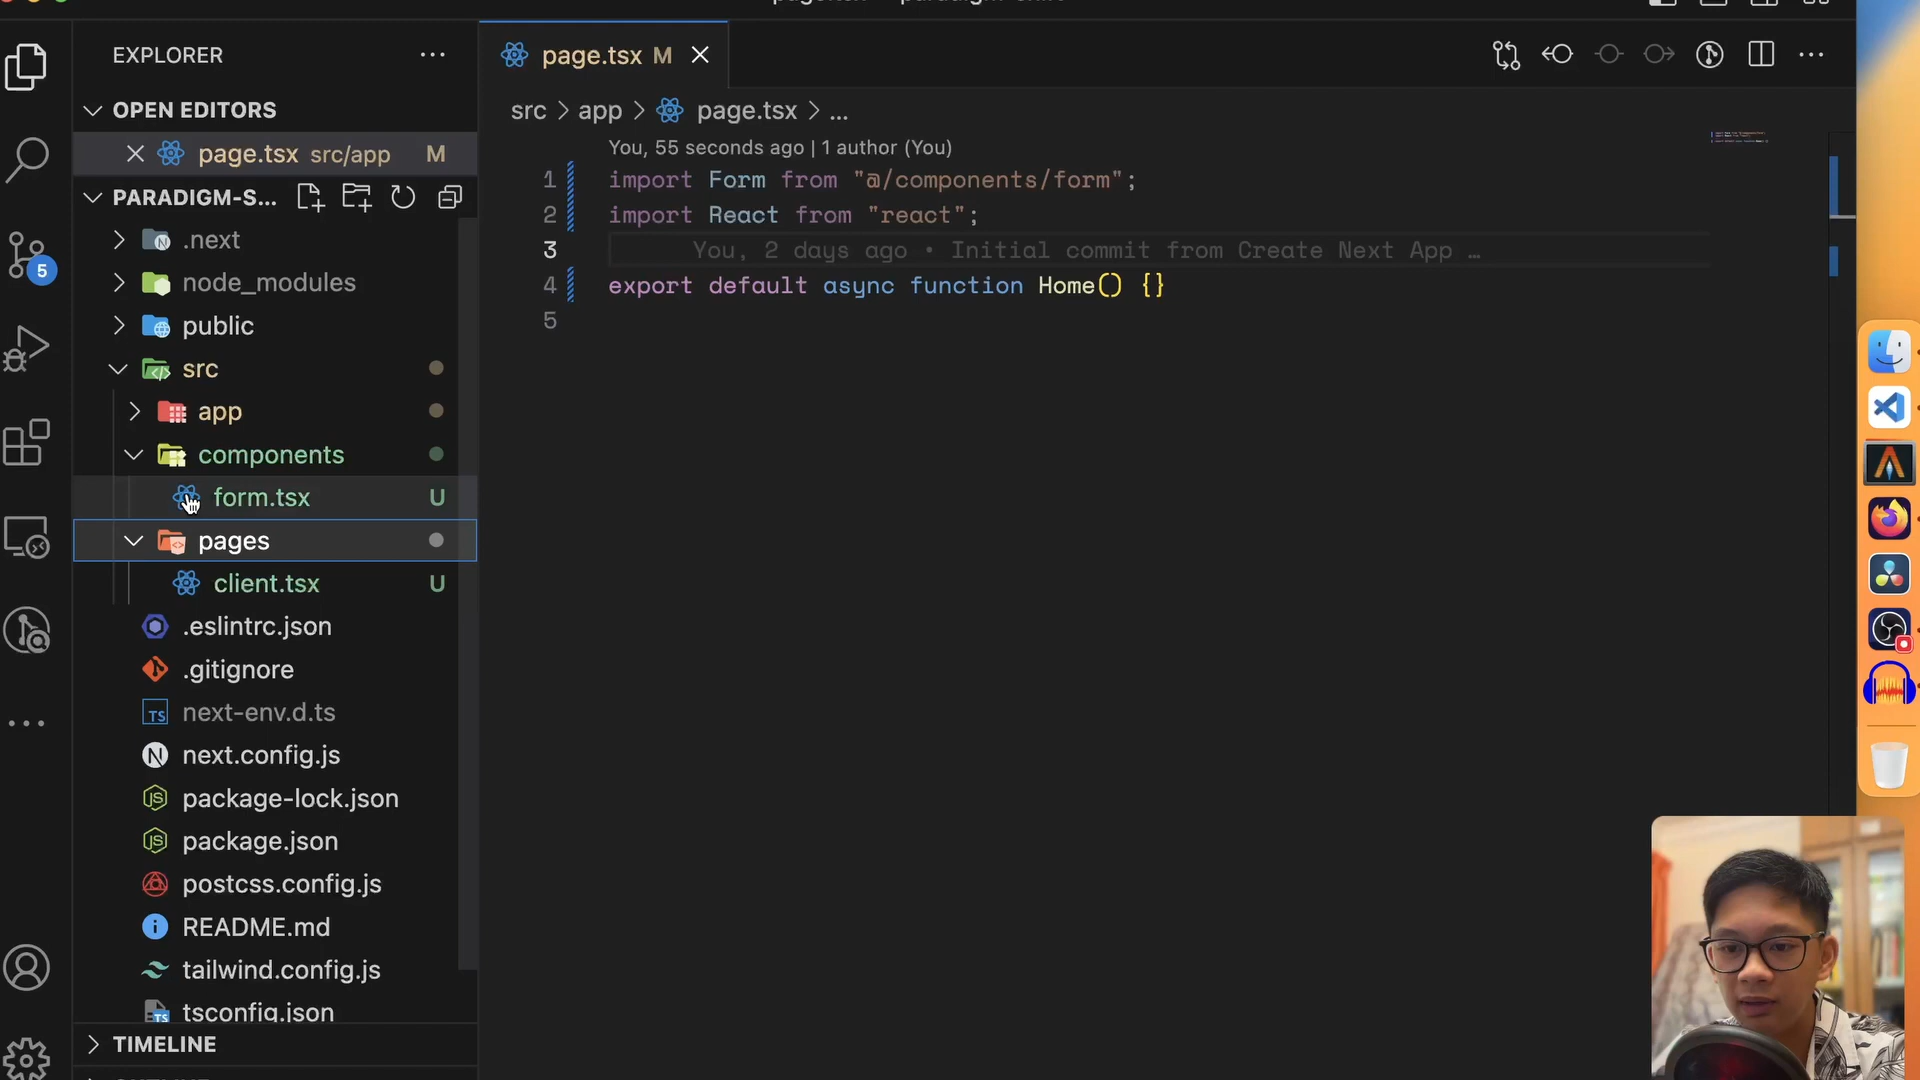 EXPLORER
OPEN EDITORS
page.tsx src/app M
PARADIGM-S...
.next
node_modules
public
src
app
components
form.tsx U
pages
client.tsx U
.eslintrc.json
.gitignore
next-env.d.ts
next.config.js
package-lock.json
package.json
postcss.config.js
README.md
tailwind.config.js
tsconfig.json
TIMELINE
5
page.tsx M
src > app > page.tsx > ...
You, 55 seconds ago | 1 author (You)
1 import Form from "@/components/form";
2 import React from "react";
3 You, 2 days ago • Initial commit from Create Next App …
4 export default async function Home() {}
5